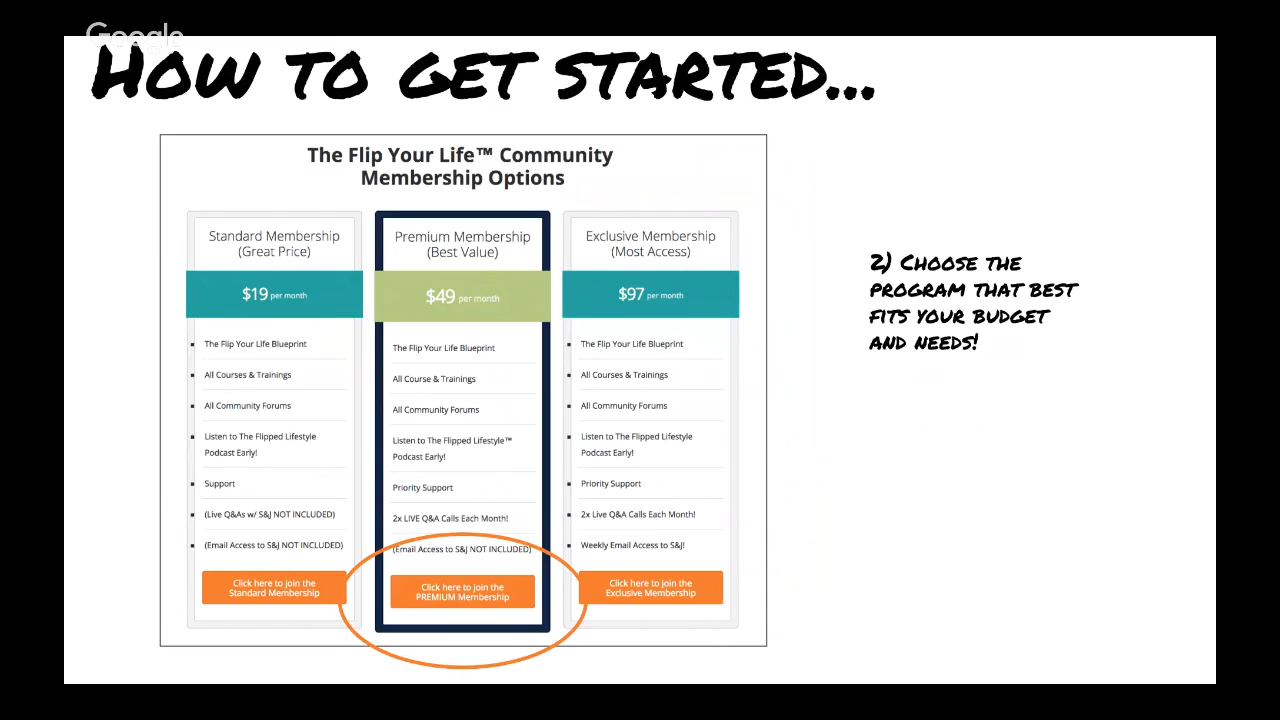 Google
HOW TO GET STARTED...
The Flip Your Life™ Community
Membership Options
Standard Membership
(Great Price)
$19 per month
The Flip Your Life Blueprint
All Courses & Trainings
All Community Forums
Listen to The Flipped Lifestyle
Podcast Early!
Support
(Live Q&As w/ S&J NOT INCLUDED)
(Email Access to S&J NOT INCLUDED)
Click here to join the
Standard Membership
Premium Membership
(Best Value)
$49 per month
The Flip Your Life Blueprint
All Course & Trainings
All Community Forums
Listen to The Flipped Lifestyle™
Podcast Early!
Priority Support
2x LIVE Q&A Calls Each Month!
(Email Access to S&J NOT INCLUDED)
Click here to join the
PREMIUM Membership
Exclusive Membership
(Most Access)
$97 per month
The Flip Your Life Blueprint
All Courses & Trainings
All Community Forums
Listen to The Flipped Lifestyle
Podcast Early!
Priority Support
2x Live Q&A Calls Each Month!
Weekly Email Access to S&J!
Click here to join the
Exclusive Membership
2) CHOOSE THE
PROGRAM THAT BEST
FITS YOUR BUDGET
AND NEEDS!